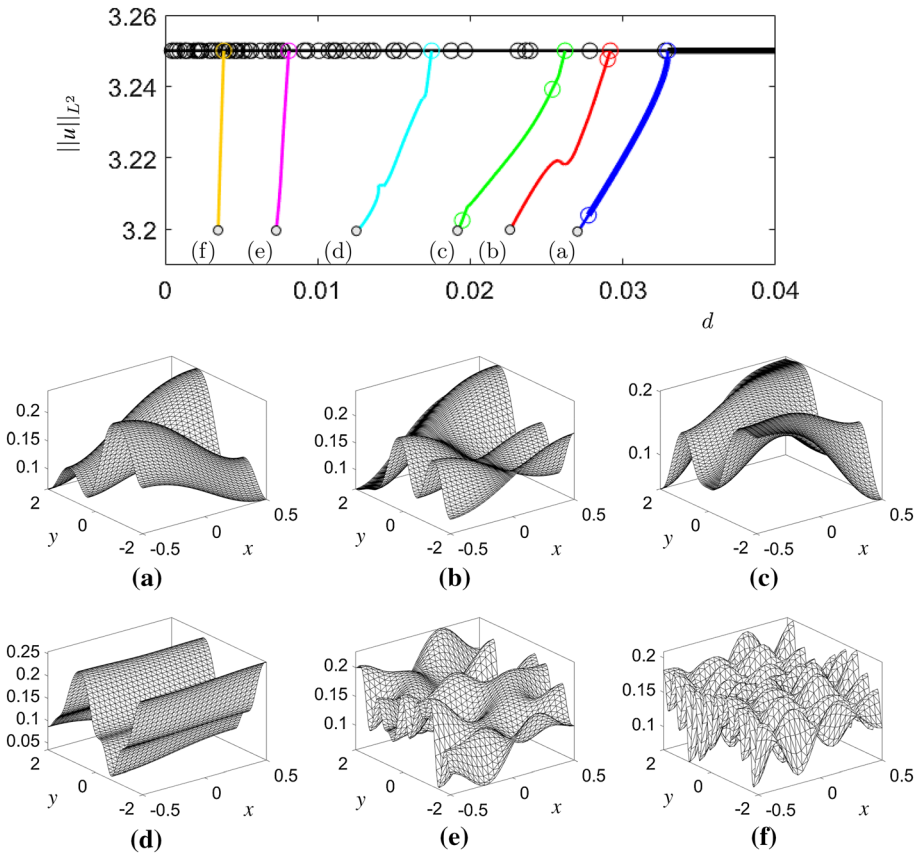 3.26
3.24
3.22
3.2
||u||_{L^2}
(f) (e) (d) (c) (b) (a)
0 0.01 0.02 0.03 0.04
d
0.2 0.15 0.1
2 0 -2 -0.5 0 0.5
y x
(a)
0.2 0.15 0.1
2 0 -2 -0.5 0 0.5
y x
(b)
0.2 0.1
2 0 -2 -0.5 0 0.5
y x
(c)
0.25 0.2 0.15 0.1 0.05
2 0 -2 -0.5 0 0.5
y x
(d)
0.2 0.15 0.1
2 0 -2 -0.5 0 0.5
y x
(e)
0.2 0.15 0.1
2 0 -2 -0.5 0 0.5
y x
(f)